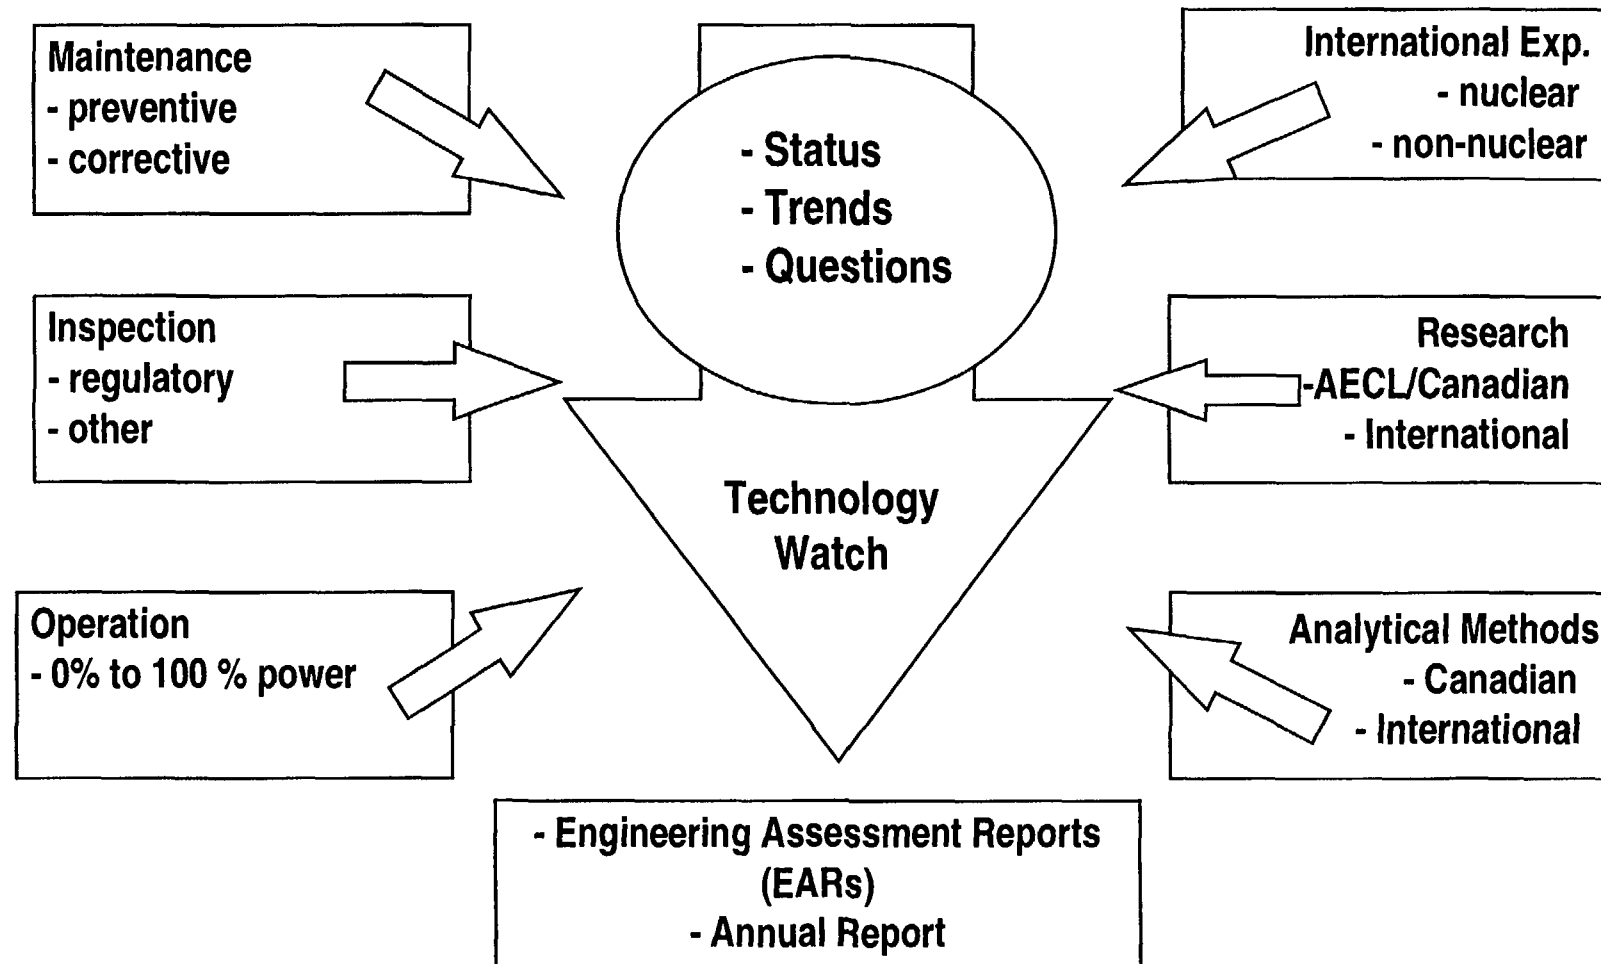 Maintenance
- preventive
- corrective
- Status
- Trends
- Questions
International Exp.
- nuclear
- non-nuclear
Inspection
- regulatory
- other
Research
-AECL/Canadian
- International
Technology
Watch
Operation
- 0% to 100 % power
Analytical Methods
- Canadian
- International
- Engineering Assessment Reports
(EARs)
- Annual Report